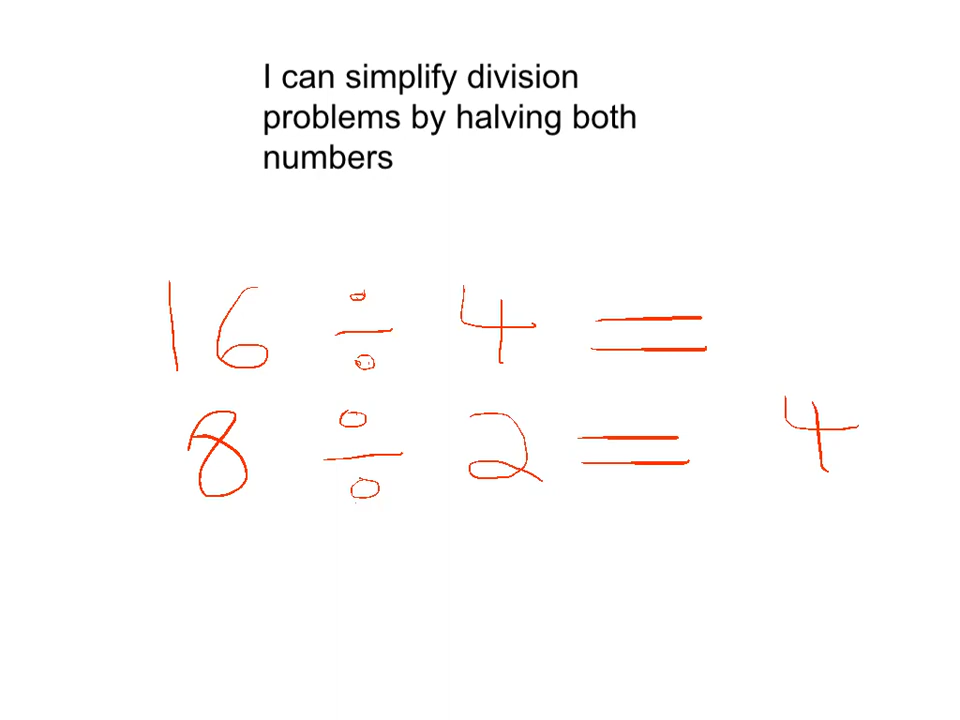 I can simplify division
problems by halving both
numbers
16 ÷ 4 =
8 ÷ 2 = 4